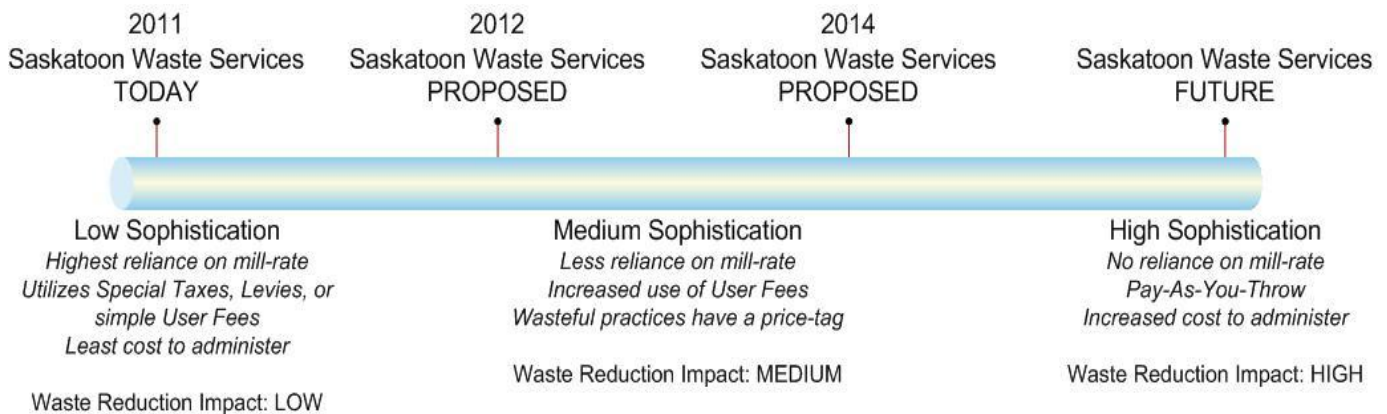 2011
Saskatoon Waste Services
TODAY
2012
Saskatoon Waste Services
PROPOSED
2014
Saskatoon Waste Services
PROPOSED
Saskatoon Waste Services
FUTURE
Low Sophistication
Highest reliance on mill-rate
Utilizes Special Taxes, Levies, or
simple User Fees
Least cost to administer
Waste Reduction Impact: LOW
Medium Sophistication
Less reliance on mill-rate
Increased use of User Fees
Wasteful practices have a price-tag
Waste Reduction Impact: MEDIUM
High Sophistication
No reliance on mill-rate
Pay-As-You-Throw
Increased cost to administer
Waste Reduction Impact: HIGH